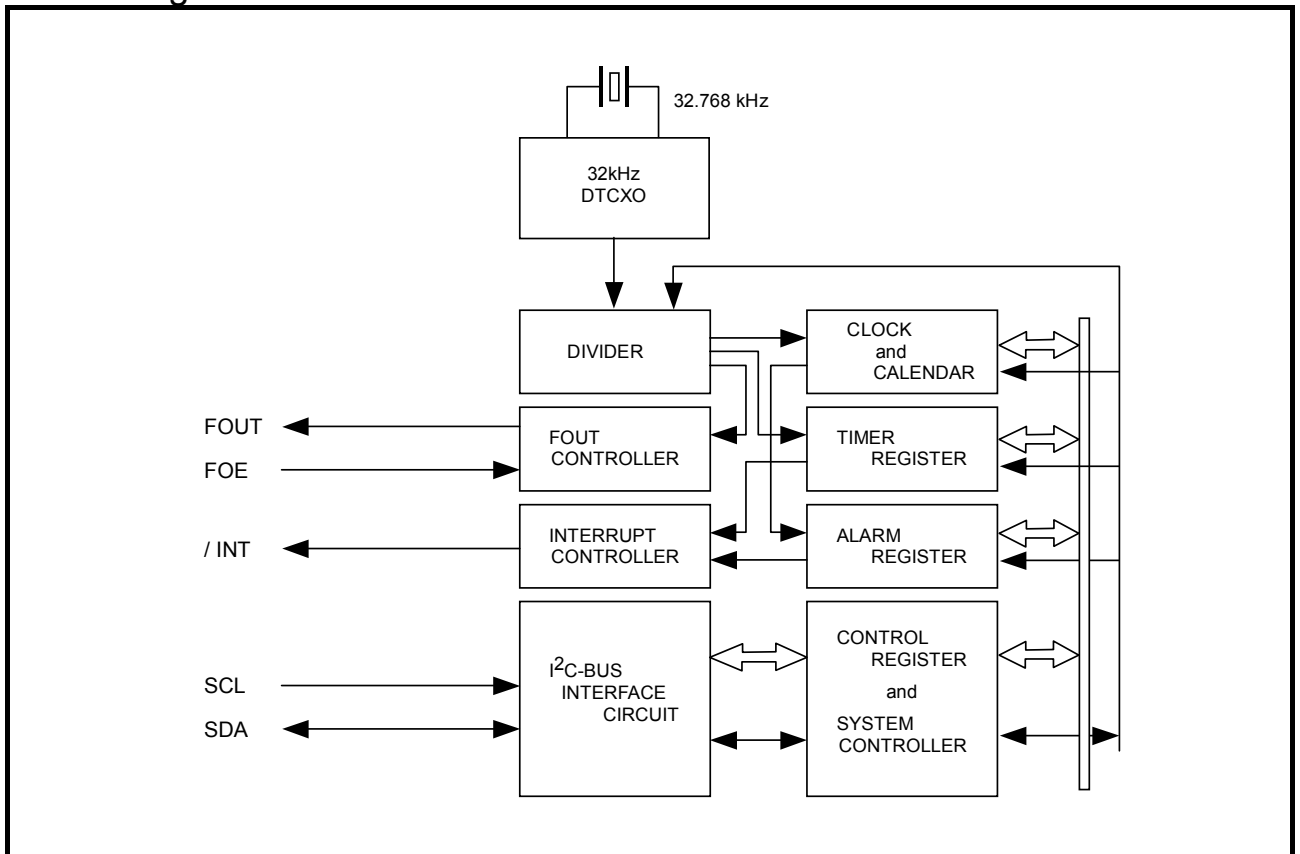 32.768 kHz
32kHz
DTCXO
DIVIDER
CLOCK
and
CALENDAR
FOUT
FOE
FOUT
CONTROLLER
TIMER
REGISTER
/ INT
INTERRUPT
CONTROLLER
ALARM
REGISTER
SCL
SDA
I2C-BUS
INTERFACE
CIRCUIT
CONTROL
REGISTER
and
SYSTEM
CONTROLLER